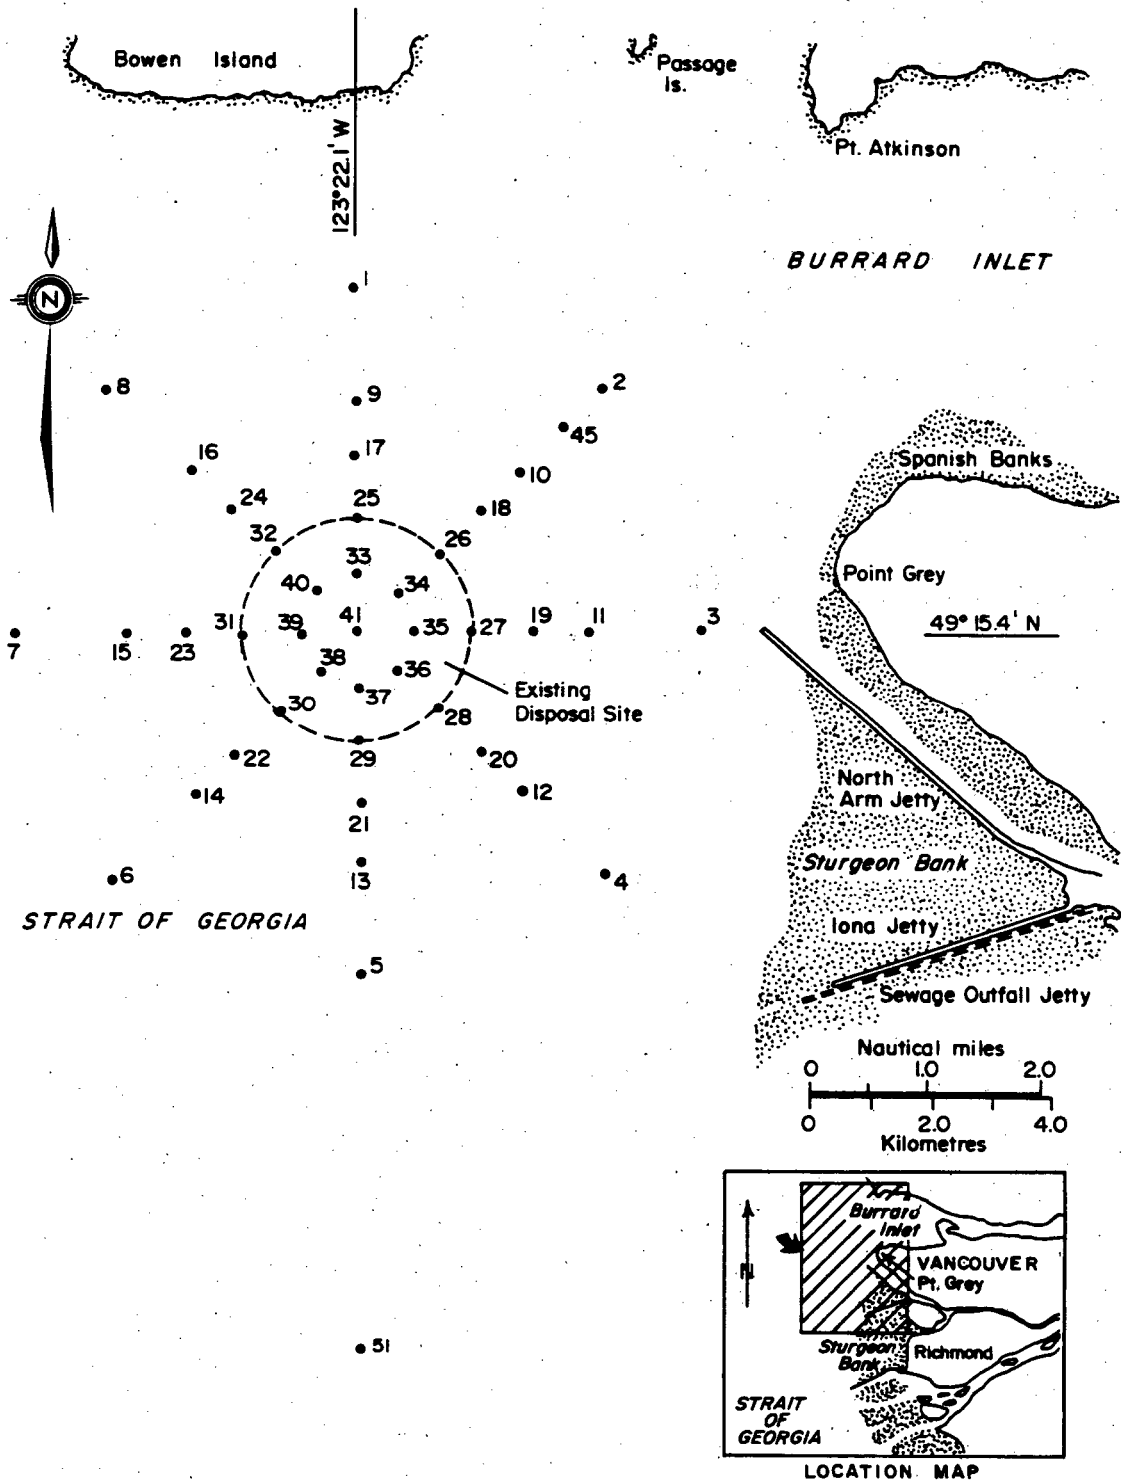 Bowen Island
Passage
Is.
Pt. Atkinson
123°22.1' W
BURRARD INLET
N
1
8
2
9
45
16
17
10
Spanish Banks
24
25
18
32
26
33
40
34
Point Grey
31
39
41
35
27
19
11
3
49° 15.4' N
7
15
23
38
36
37
30
28
Existing
Disposal Site
22
29
20
14
12
North
Arm Jetty
21
Sturgeon Bank
6
13
4
STRAIT OF GEORGIA
Iona Jetty
5
Sewage Outfall Jetty
Nautical miles
0 1.0 2.0
0 2.0 4.0
Kilometres
51
Burrard
Inlet
N
VANCOUVER
Pt. Grey
Sturgeon
Bank
Richmond
STRAIT
OF
GEORGIA
LOCATION MAP